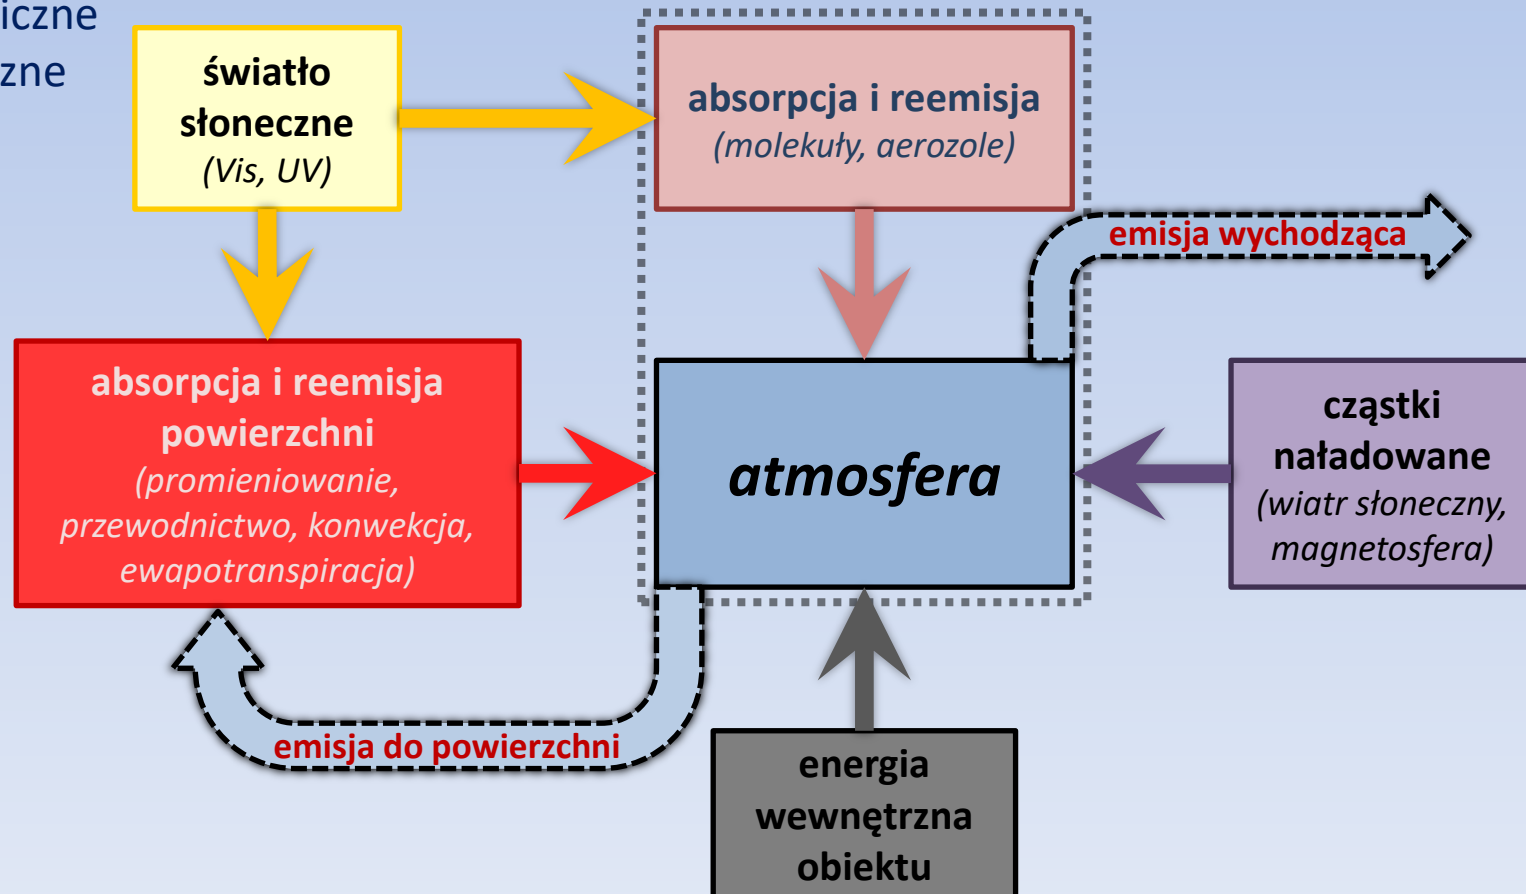 iczne
zne
światło
słoneczne
(Vis, UV)
absorpcja i reemisja
(molekuły, aerozole)
emisja wychodząca
absorpcja i reemisja
powierzchni
(promieniowanie,
przewodnictwo, konwekcja,
ewapotranspiracja)
atmosfera
cząstki
naładowane
(wiatr słoneczny,
magnetosfera)
emisja do powierzchni
energia
wewnętrzna
obiektu